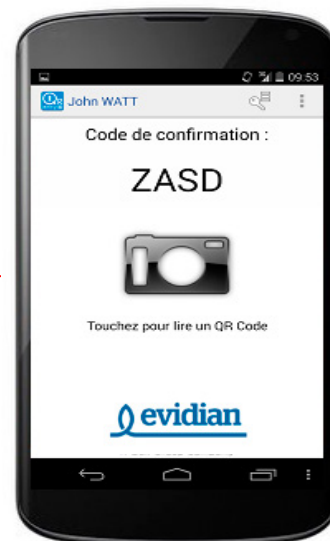 09:53
John WATT
Code de confirmation :
ZASD
Touchez pour lire un QR Code
evidian